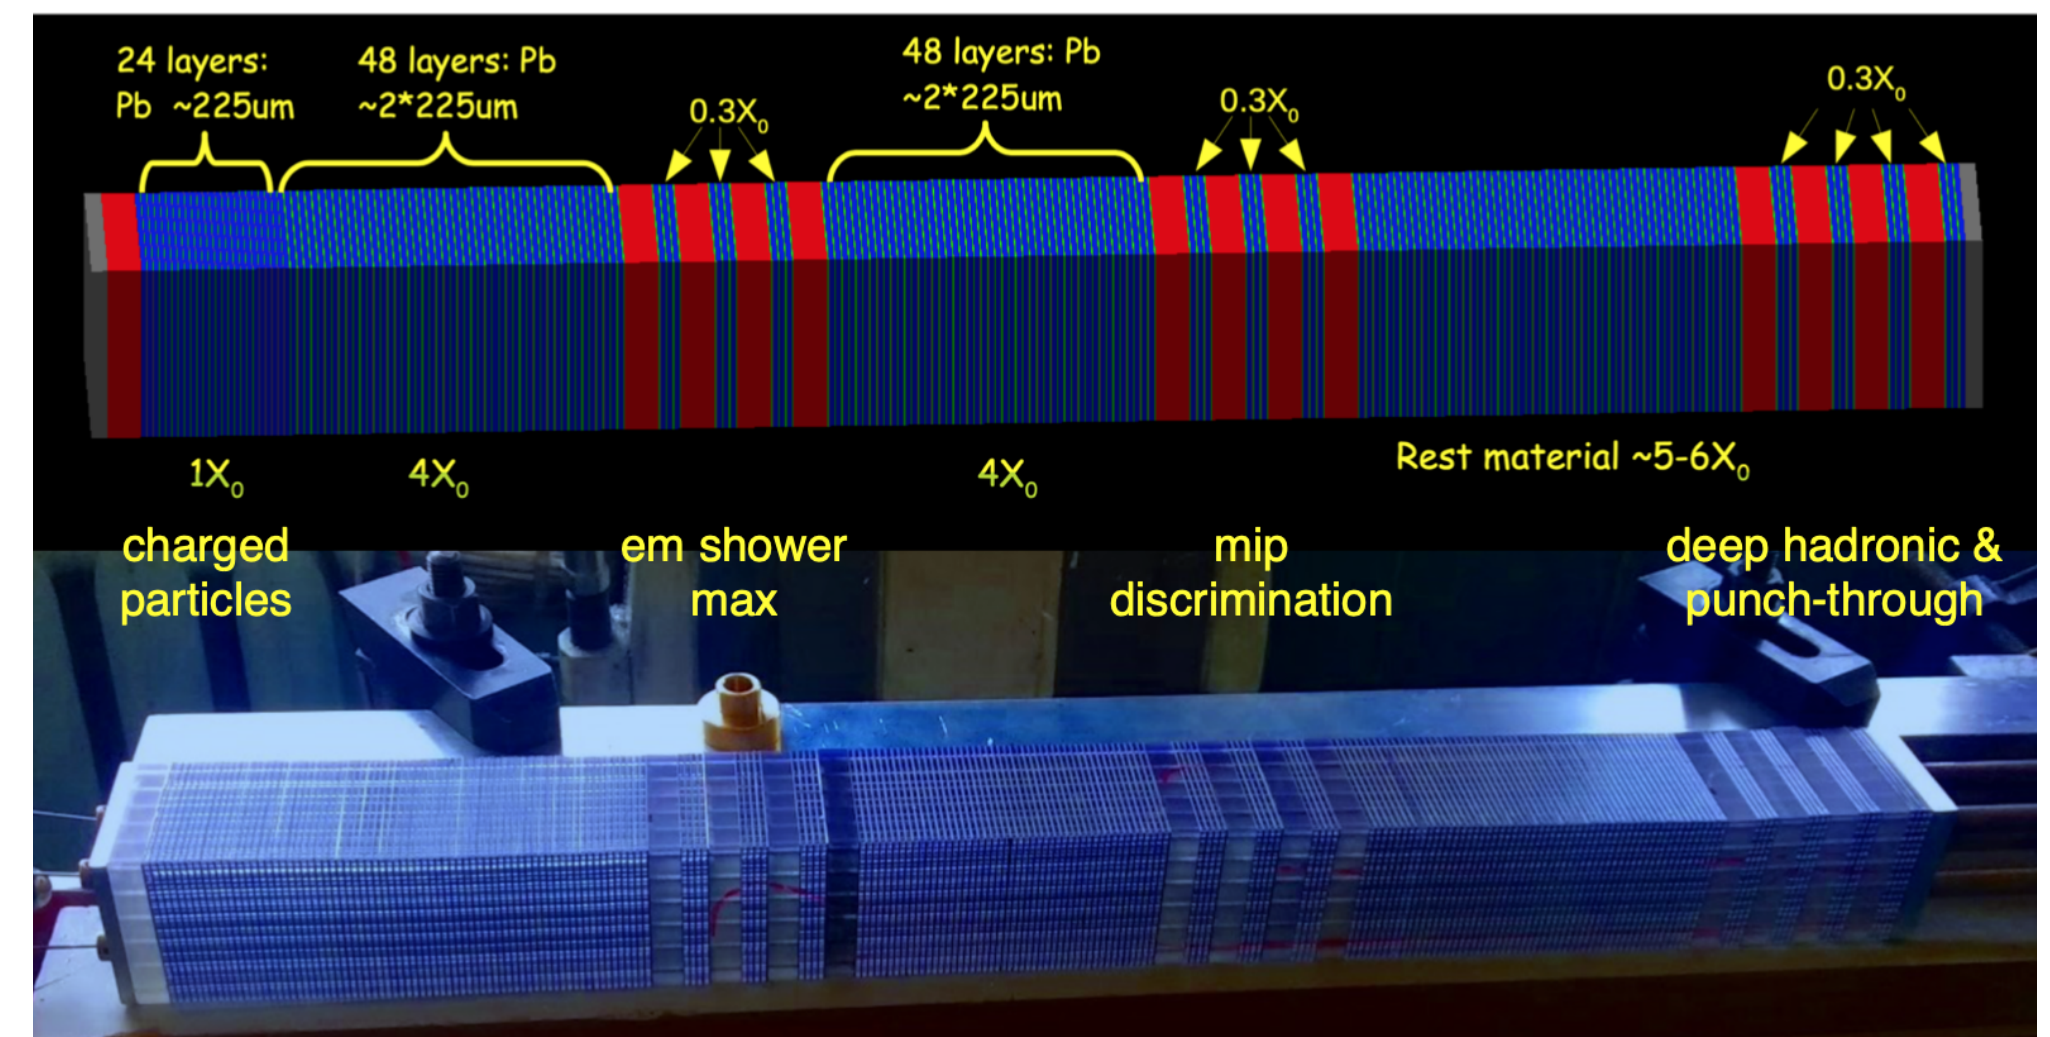 24 layers:
Pb ~225um
48 layers: Pb
~2*225um
0.3X₀
48 layers: Pb
~2*225um
0.3X₀
0.3X₀
1X₀
4X₀
4X₀
Rest material ~5-6X₀
charged
particles
em shower
max
mip
discrimination
deep hadronic &
punch-through